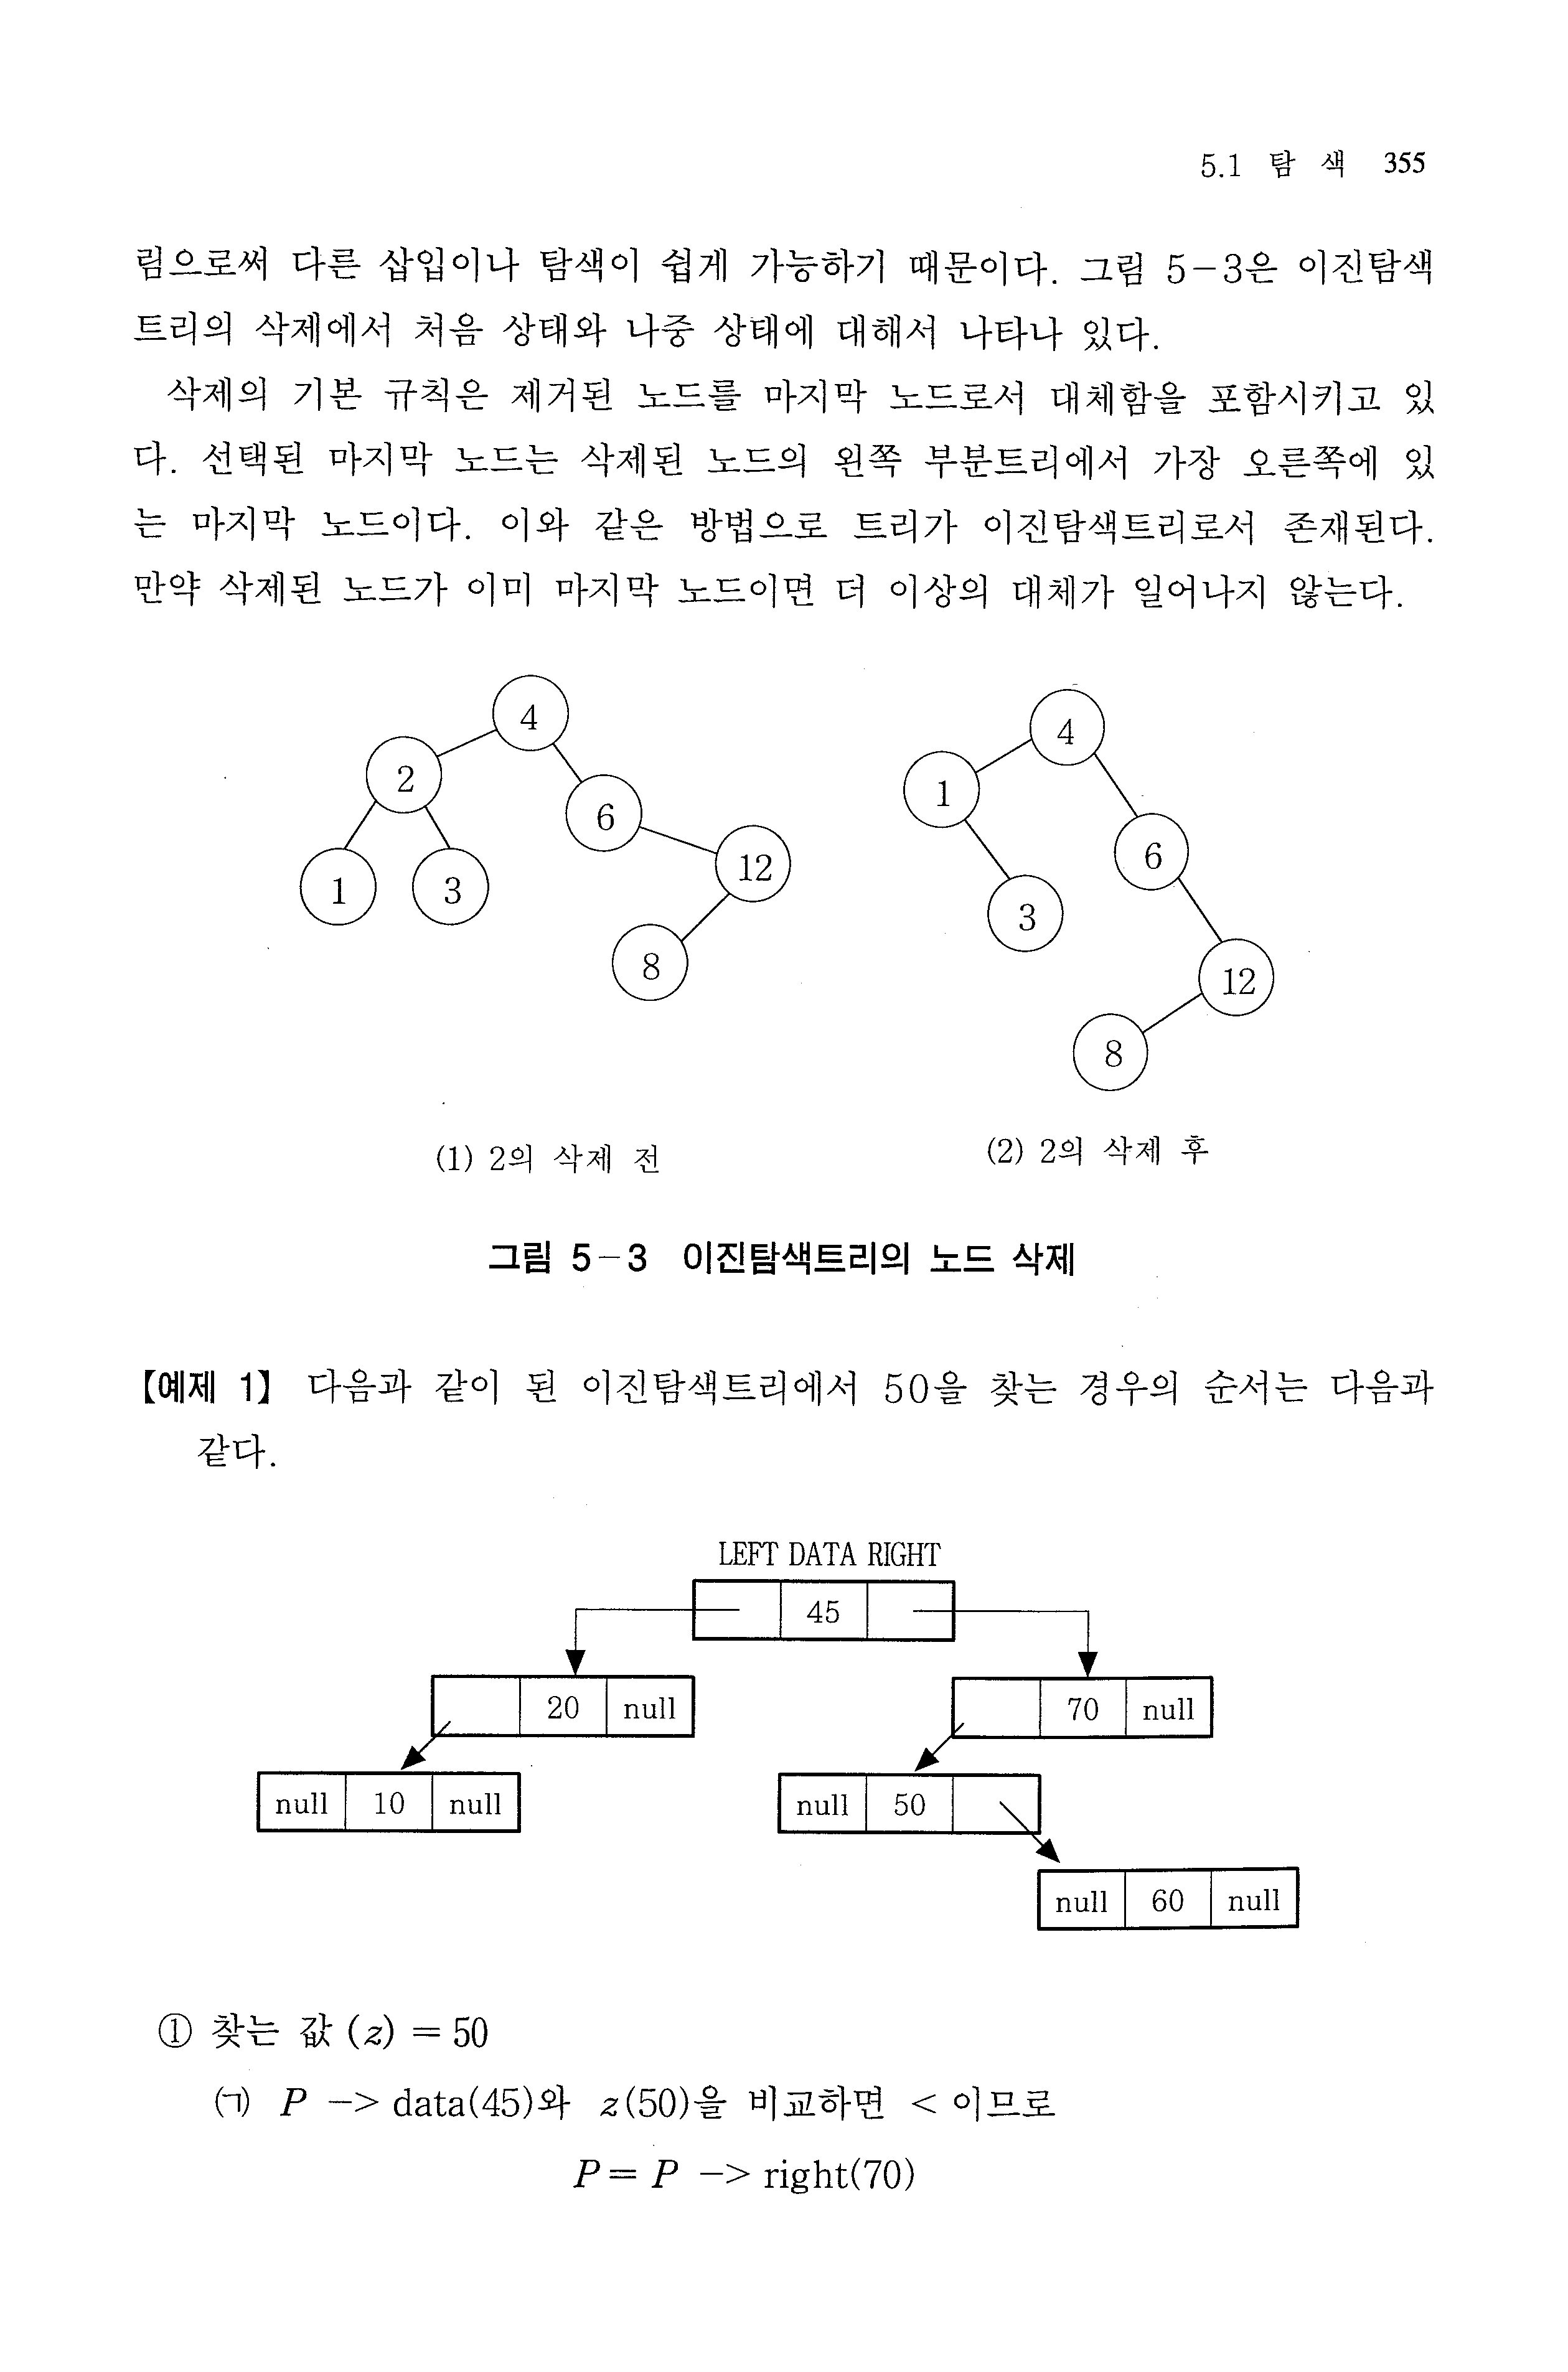 5.1 탐 색 355
림으로써 다른 삽입이나 탐색이 쉽게 가능하기 때문이다. 그림 5-3은 이진탐색
트리의 삭제에서 처음 상태와 나중 상태에 대해서 나타나 있다.
삭제의 기본 규칙은 제거된 노드를 마지막 노드로서 대체함을 포함시키고 있
다. 선택된 마지막 노드는 삭제된 노드의 왼쪽 부분트리에서 가장 오른쪽에 있
는 마지막 노드이다. 이와 같은 방법으로 트리가 이진탐색트리로서 존재된다.
만약 삭제된 노드가 이미 마지막 노드이면 더 이상의 대체가 일어나지 않는다.
4
2
6
12
1 3
8
4
1
6
3
12
8
(1) 2의 삭제 전
(2) 2의 삭제 후
그림 5-3 이진탐색트리의 노드 삭제
【예제 1】 다음과 같이 된 이진탐색트리에서 50을 찾는 경우의 순서는 다음과
같다.
LEFT DATA RIGHT
45
20 null
70 null
null 10 null
null 50
null 60 null
① 찾는 값 (z) = 50
(ㄱ) P -> data(45)와 z(50)을 비교하면 < 이므로
P = P -> right(70)